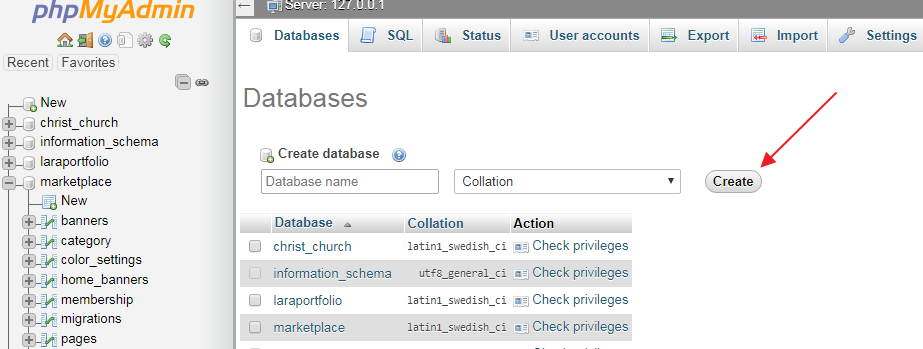 phpMyAdmin
Recent Favorites
New
christ_church
information_schema
laraportfolio
marketplace
New
banners
category
color_settings
home_banners
membership
migrations
pages
Server: 127.0.0.1
Databases SQL Status User accounts Export Import Settings
Databases
Create database
Database name Collation Create
Database Collation Action
christ_church latin1_swedish_ci Check privileges
information_schema utf8_general_ci Check privileges
laraportfolio latin1_swedish_ci Check privileges
marketplace latin1_swedish_ci Check privileges